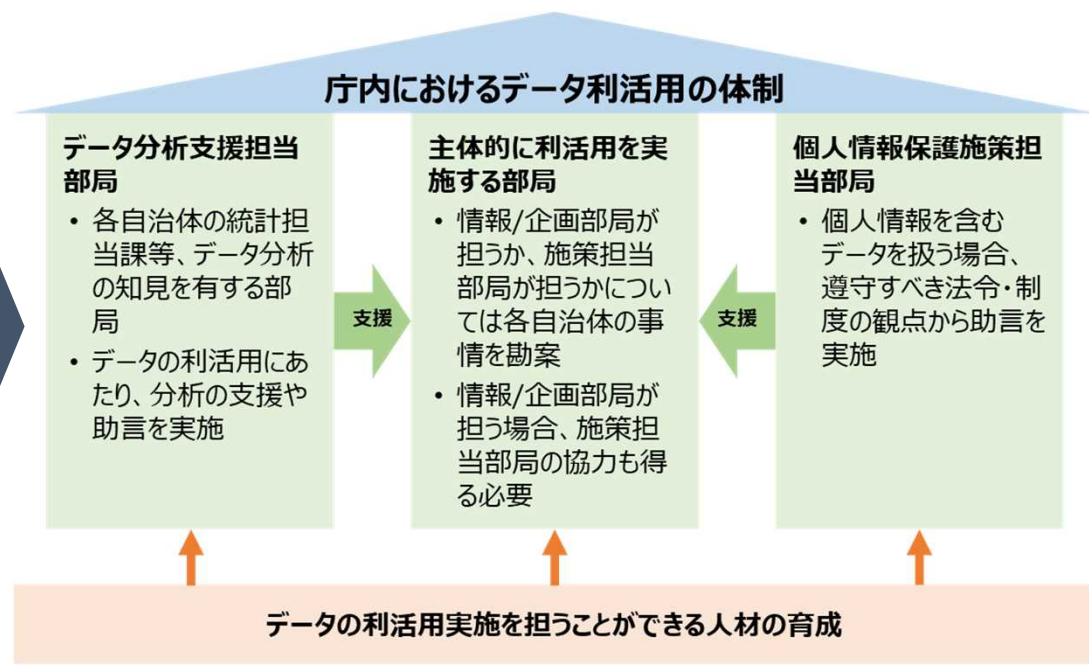 庁内におけるデータ利活用の体制
データ分析支援担当
部局
• 各自治体の統計担
当課等、データ分析
の知見を有する部
局
• データの利活用にあ
たり、分析の支援や
助言を実施
支援
主体的に利活用を実
施する部局
• 情報/企画部局が
担うか、施策担当
部局が担うかについ
ては各自治体の事
情を勘案
• 情報/企画部局が
担う場合、施策担
当部局の協力も得
る必要
支援
個人情報保護施策担
当部局
• 個人情報を含む
データを扱う場合、
遵守すべき法令・制
度の観点から助言を
実施
データの利活用実施を担うことができる人材の育成